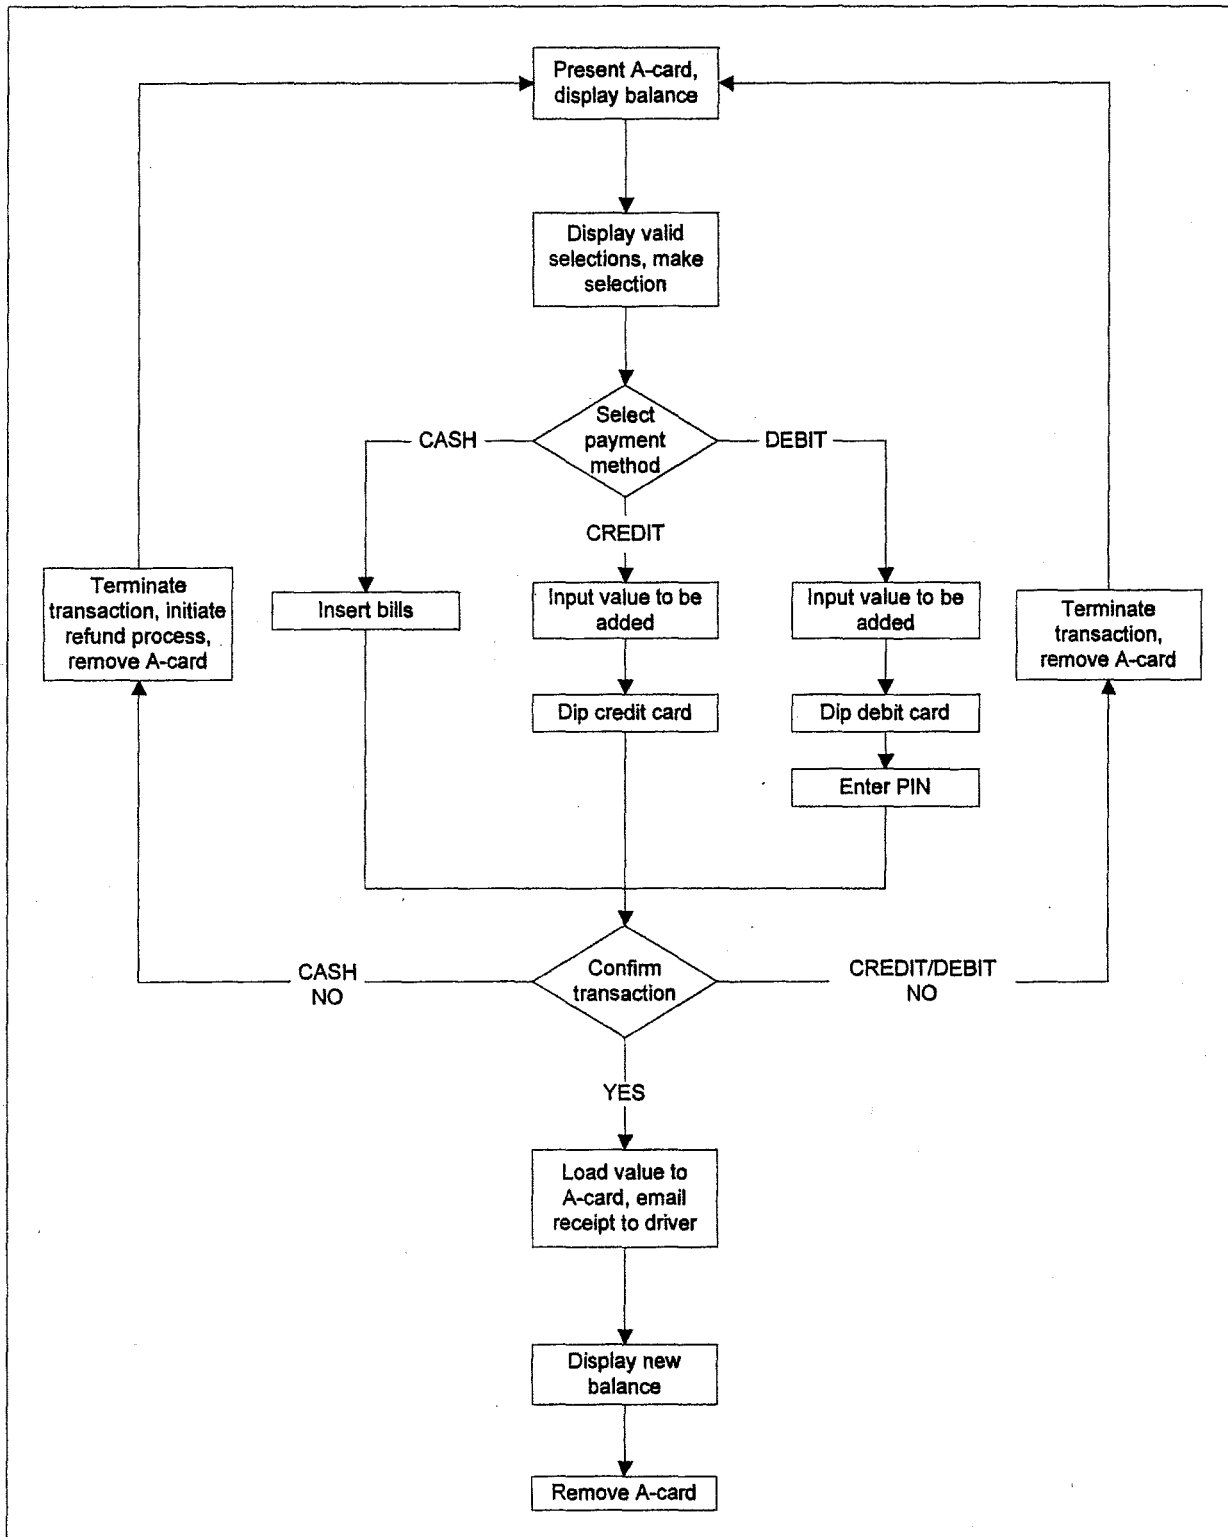 Present A-card,
display balance
Display valid
selections, make
selection
Select
payment
method
CASH
DEBIT
CREDIT
Terminate
transaction, initiate
refund process,
remove A-card
Insert bills
Input value to be
added
Input value to be
added
Terminate
transaction,
remove A-card
Dip credit card
Dip debit card
Enter PIN
CASH
NO
Confirm
transaction
CREDIT/DEBIT
NO
YES
Load value to
A-card, email
receipt to driver
Display new
balance
Remove A-card